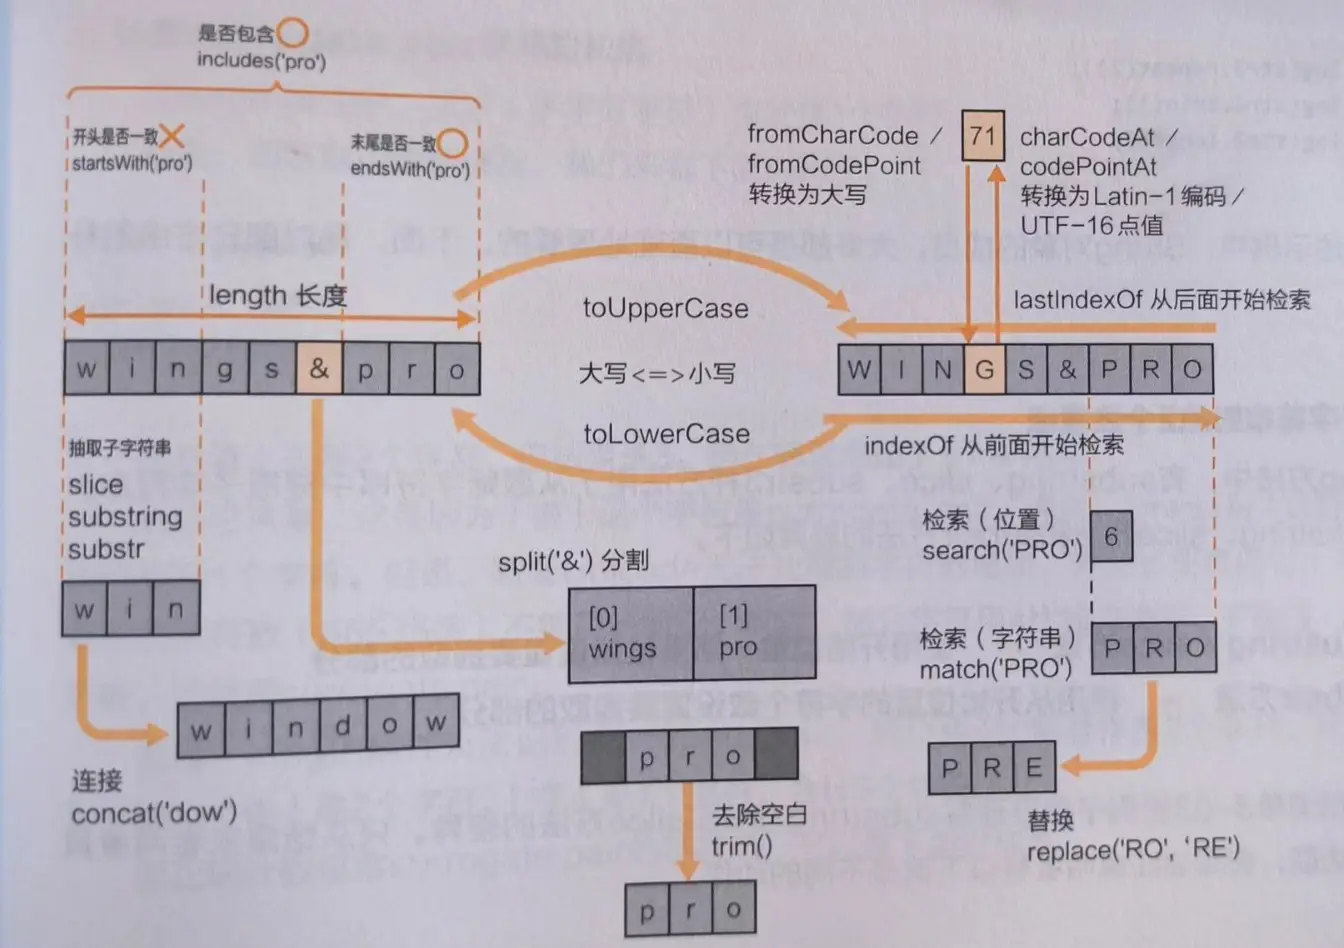 是否包含
includes('pro')
开头是否一致
startsWith('pro')
末尾是否一致
endsWith('pro')
length 长度
w i n g s & p r o
抽取子字符串
slice
substring
substr
w i n
w i n d o w
连接
concat('dow')
toUpperCase
大写<=>小写
toLowerCase
split('&') 分割
[0] [1]
wings pro
p r o
去除空白
trim()
p r o
fromCharCode /
fromCodePoint
转换为大写
71
charCodeAt /
codePointAt
转换为Latin-1编码/
UTF-16点值
lastIndexOf 从后面开始检索
W I N G S & P R O
indexOf 从前面开始检索
检索（位置）
search('PRO')
6
检索（字符串）
match('PRO')
P R O
P R E
替换
replace('RO', 'RE')